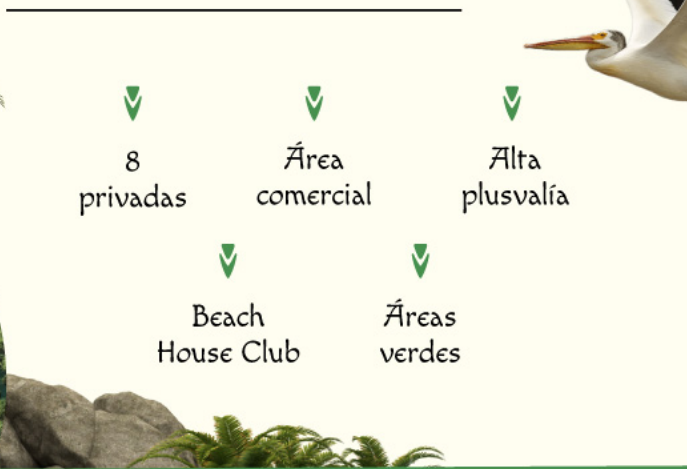 8
privadas
Área
comercial
Alta
plusvalía
Beach
House Club
Áreas
verdes